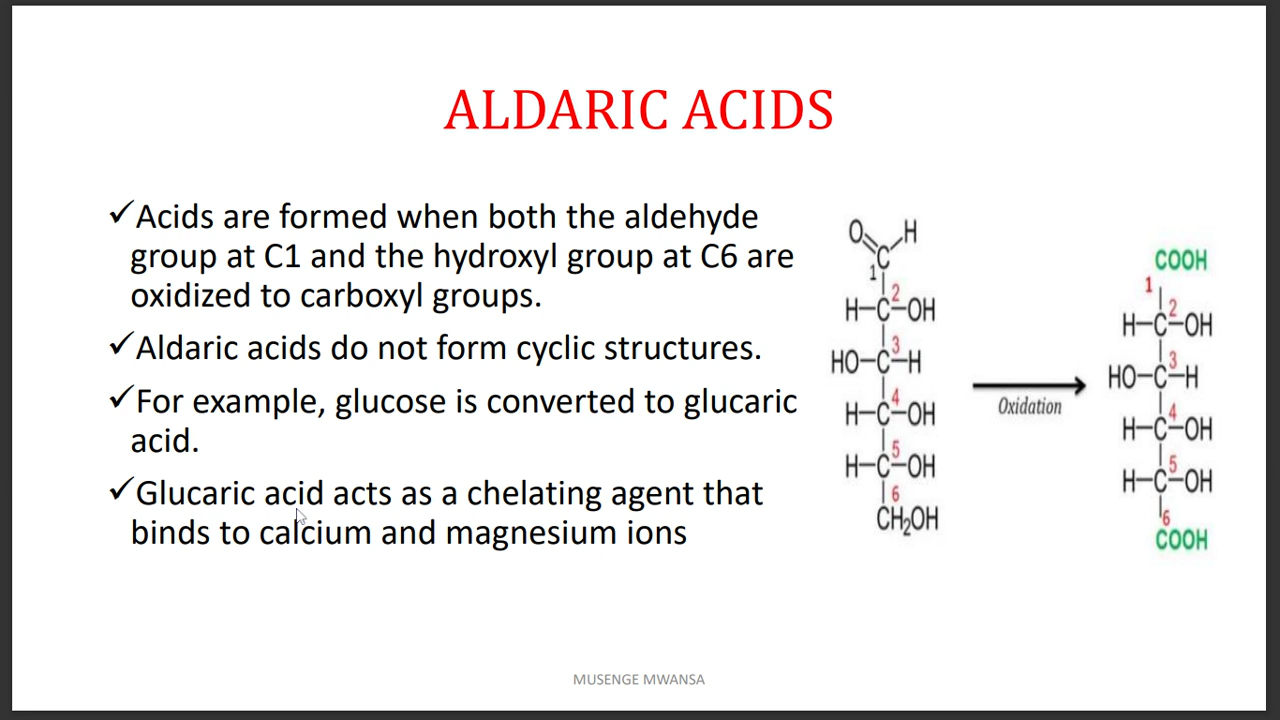 ALDARIC ACIDS
✓Acids are formed when both the aldehyde
group at C1 and the hydroxyl group at C6 are
oxidized to carboxyl groups.
✓Aldaric acids do not form cyclic structures.
✓For example, glucose is converted to glucaric
acid.
✓Glucaric acid acts as a chelating agent that
binds to calcium and magnesium ions
O H
C
1
2
H–C–OH
3
HO–C–H
4
H–C–OH
5
H–C–OH
6
CH₂OH
Oxidation
COOH
1
2
H–C–OH
3
HO–C–H
4
H–C–OH
5
H–C–OH
6
COOH
MUSENGE MWANSA